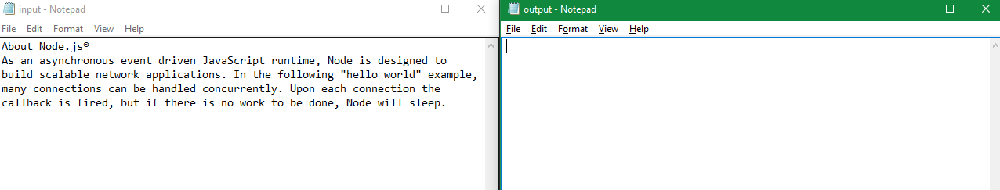 input - Notepad
File Edit Format View Help
About Node.js®
As an asynchronous event driven JavaScript runtime, Node is designed to
build scalable network applications. In the following "hello world" example,
many connections can be handled concurrently. Upon each connection the
callback is fired, but if there is no work to be done, Node will sleep.
output - Notepad
File Edit Format View Help